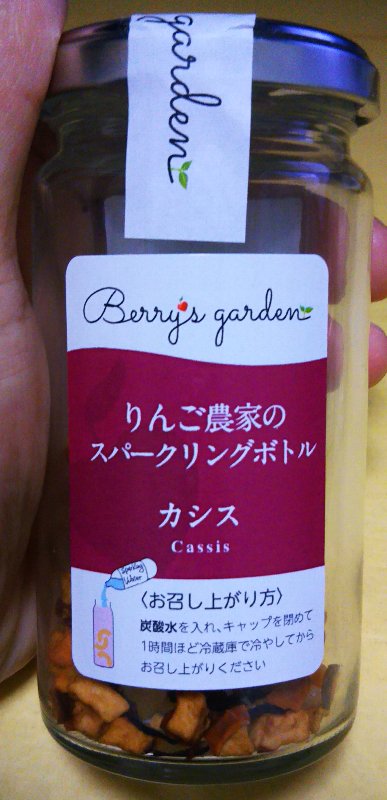 garden
Berry's garden
りんご農家の
スパークリングボトル
カシス
Cassis
Sparkling
Water
〈お召し上がり方〉
炭酸水を入れ、キャップを閉めて
1時間ほど冷蔵庫で冷やしてから
お召し上がりください